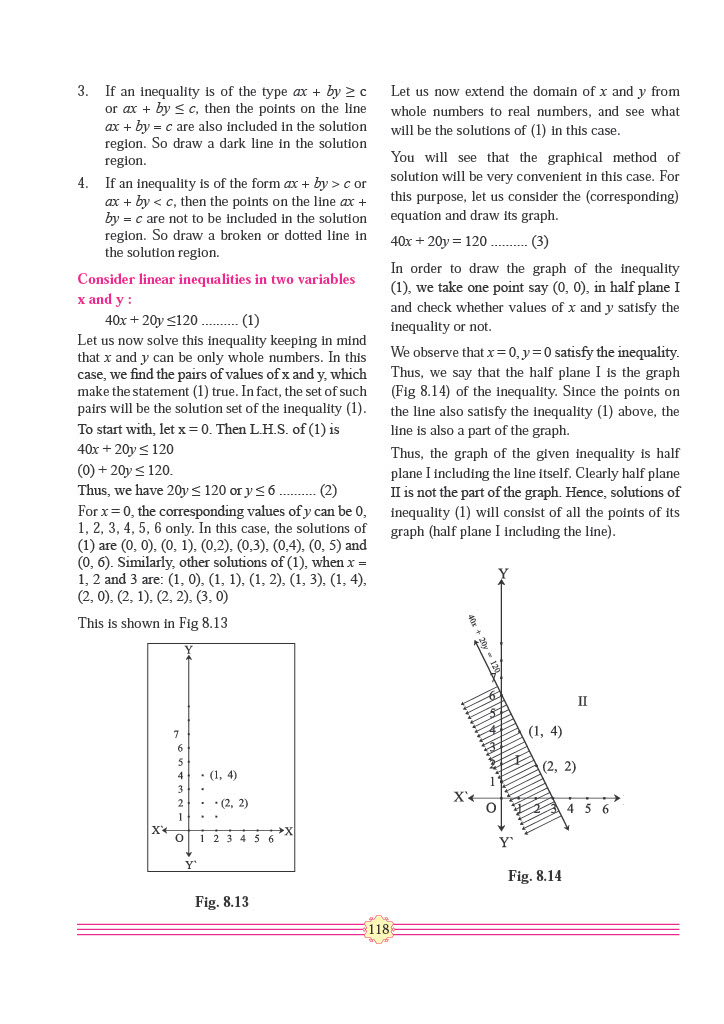 3. If an inequality is of the type ax + by ≥ c
or ax + by ≤ c, then the points on the line
ax + by = c are also included in the solution
region. So draw a dark line in the solution
region.
4. If an inequality is of the form ax + by > c or
ax + by < c, then the points on the line ax +
by = c are not to be included in the solution
region. So draw a broken or dotted line in
the solution region.
Consider linear inequalities in two variables
x and y :
40x + 20y ≤120 .......... (1)
Let us now solve this inequality keeping in mind
that x and y can be only whole numbers. In this
case, we find the pairs of values of x and y, which
make the statement (1) true. In fact, the set of such
pairs will be the solution set of the inequality (1).
To start with, let x = 0. Then L.H.S. of (1) is
40x + 20y ≤ 120
(0) + 20y ≤ 120.
Thus, we have 20y ≤ 120 or y ≤ 6 .......... (2)
For x = 0, the corresponding values of y can be 0,
1, 2, 3, 4, 5, 6 only. In this case, the solutions of
(1) are (0, 0), (0, 1), (0,2), (0,3), (0,4), (0, 5) and
(0, 6). Similarly, other solutions of (1), when x =
1, 2 and 3 are: (1, 0), (1, 1), (1, 2), (1, 3), (1, 4),
(2, 0), (2, 1), (2, 2), (3, 0)
This is shown in Fig 8.13
Y
7
6
5
4 (1, 4)
3
2 (2, 2)
1
X` X
O 1 2 3 4 5 6
Y`
Fig. 8.13
Let us now extend the domain of x and y from
whole numbers to real numbers, and see what
will be the solutions of (1) in this case.
You will see that the graphical method of
solution will be very convenient in this case. For
this purpose, let us consider the (corresponding)
equation and draw its graph.
40x + 20y = 120 .......... (3)
In order to draw the graph of the inequality
(1), we take one point say (0, 0), in half plane I
and check whether values of x and y satisfy the
inequality or not.
We observe that x = 0, y = 0 satisfy the inequality.
Thus, we say that the half plane I is the graph
(Fig 8.14) of the inequality. Since the points on
the line also satisfy the inequality (1) above, the
line is also a part of the graph.
Thus, the graph of the given inequality is half
plane I including the line itself. Clearly half plane
II is not the part of the graph. Hence, solutions of
inequality (1) will consist of all the points of its
graph (half plane I including the line).
Y
40x + 20y = 120
7
6 II
5
4 (1, 4)
3
2 I (2, 2)
1
X`
O 1 2 3 4 5 6
Y`
Fig. 8.14
118